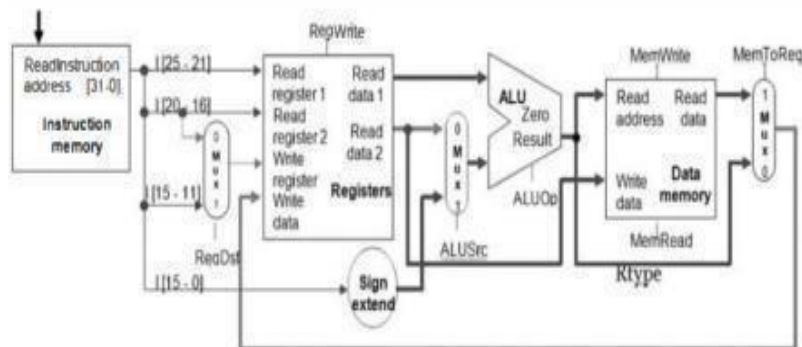 ReadInstruction
address [31-0]
Instruction
memory
I [25 - 21]
I [20 - 16]
I [15 - 11]
I [15 - 0]
0
M
u
x
1
RegDst
RegWrite
Read
register 1
Read
register 2
Write
register
Write
data
Read
data 1
Read
data 2
Registers
Sign
extend
0
M
u
x
1
ALUSrc
ALU
Zero
Result
ALUOp
MemWrite
Read
address
Read
data
Write
data
Data
memory
MemRead
MemToReg
1
M
u
x
0
Rtype